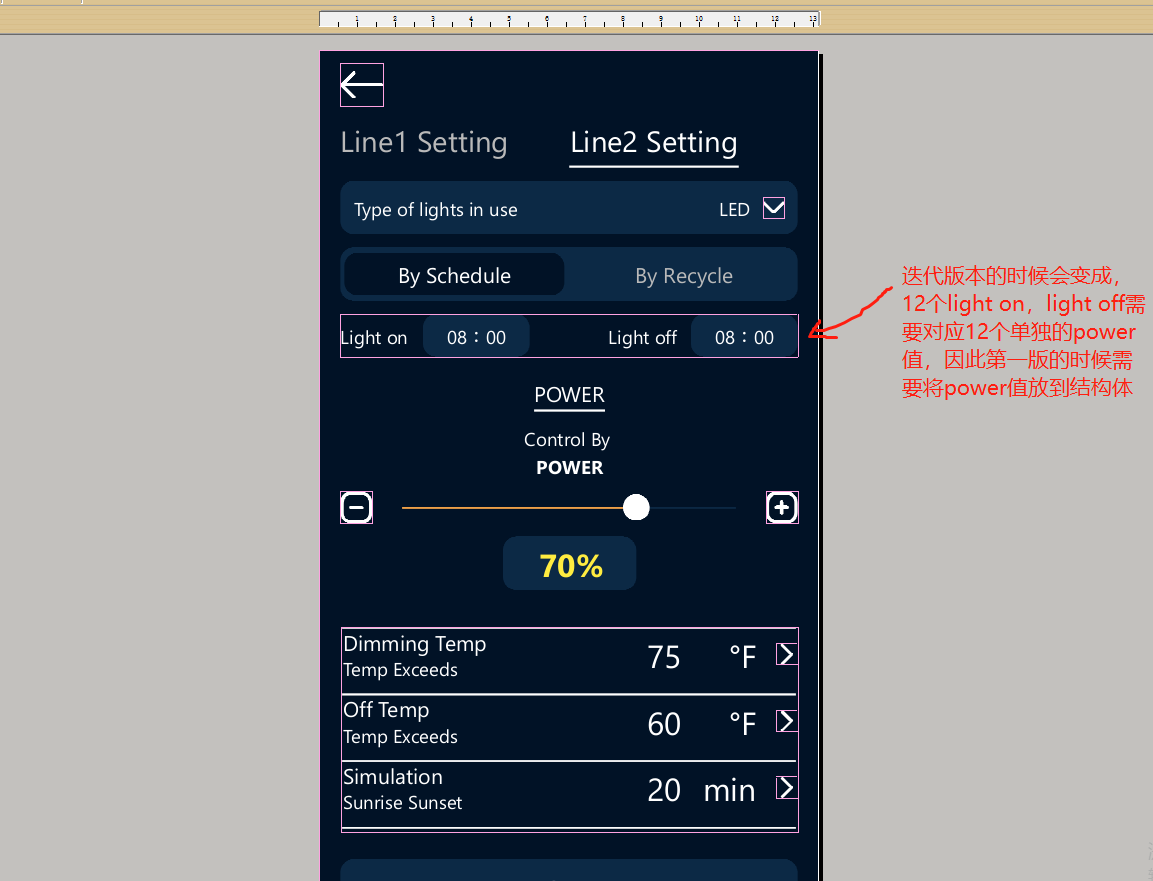 1 2 3 4 5 6 7 8 9 10 11 12 13
Line1 Setting Line2 Setting
Type of lights in use LED
By Schedule By Recycle
迭代版本的时候会变成，
12个light on，light off需
要对应12个单独的power
值，因此第一版的时候需
要将power值放到结构体
Light on 08：00 Light off 08：00
POWER
Control By
POWER
70%
Dimming Temp 75 °F
Temp Exceeds
Off Temp 60 °F
Temp Exceeds
Simulation 20 min
Sunrise Sunset